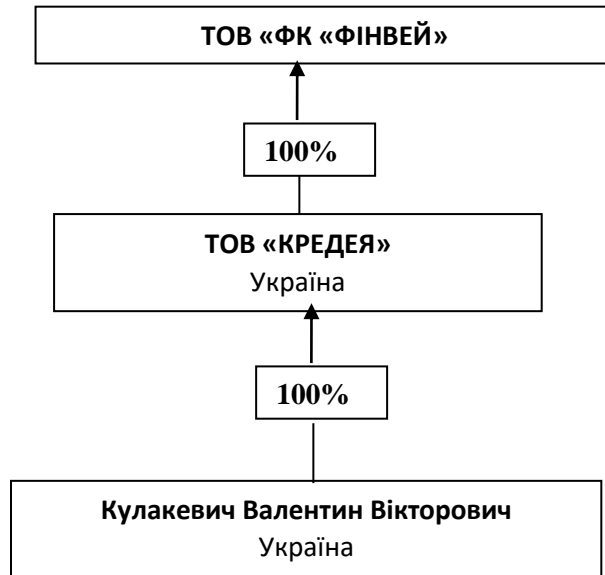 ТОВ «ФК «ФІНВЕЙ»
100%
ТОВ «КРЕДЕЯ»
Україна
100%
Кулакевич Валентин Вікторович
Україна